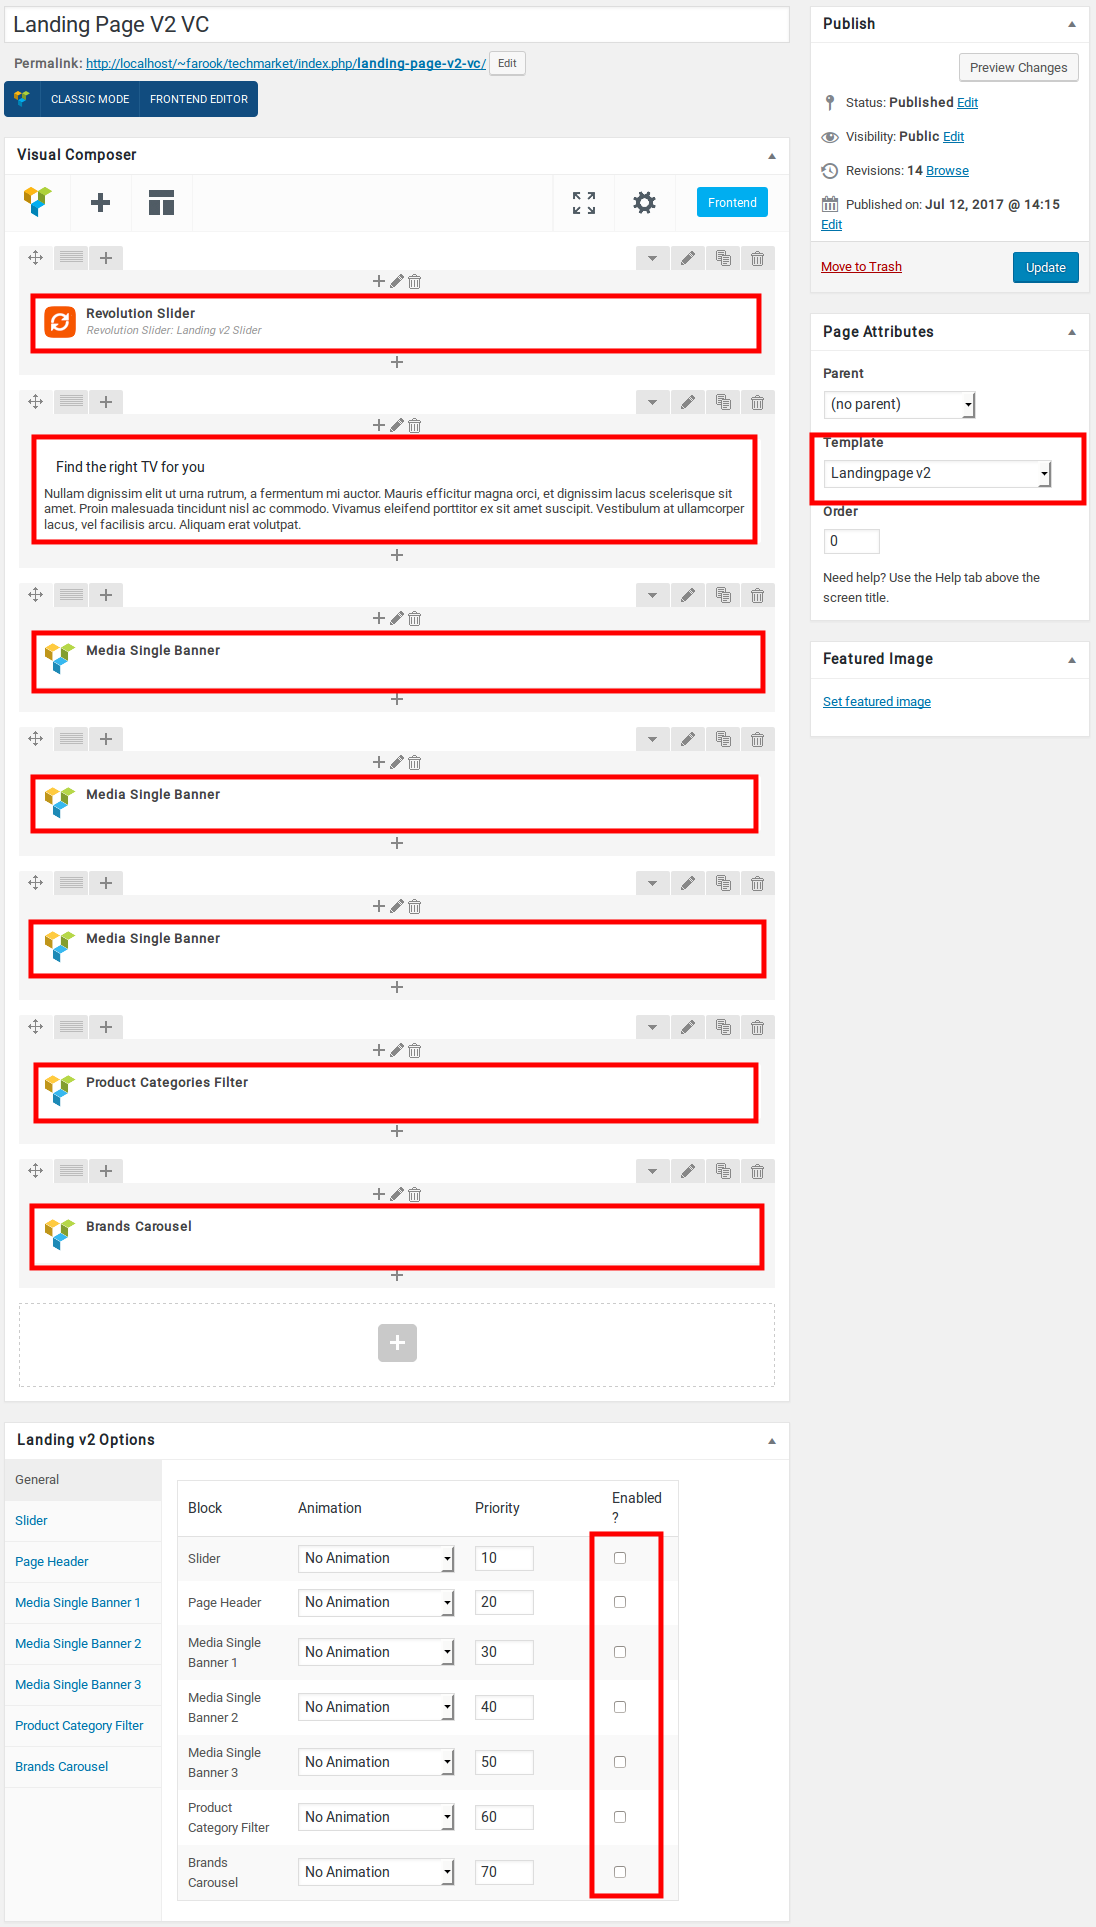 Landing Page V2 VC
Permalink: http://localhost/~farook/techmarket/index.php/landing-page-v2-vc/ Edit
CLASSIC MODE FRONTEND EDITOR
Visual Composer
Frontend
Revolution Slider
Revolution Slider: Landing v2 Slider
Find the right TV for you
Nullam dignissim elit ut urna rutrum, a fermentum mi auctor. Mauris efficitur magna orci, et dignissim lacus scelerisque sit
amet. Proin malesuada tincidunt nisl ac commodo. Vivamus eleifend porttitor ex sit amet suscipit. Vestibulum at ullamcorper
lacus, vel facilisis arcu. Aliquam erat volutpat.
Media Single Banner
Media Single Banner
Media Single Banner
Product Categories Filter
Brands Carousel
Landing v2 Options
General
Slider
Page Header
Media Single Banner 1
Media Single Banner 2
Media Single Banner 3
Product Category Filter
Brands Carousel
Block Animation Priority Enabled
?
Slider No Animation 10
Page Header No Animation 20
Media Single
Banner 1 No Animation 30
Media Single
Banner 2 No Animation 40
Media Single
Banner 3 No Animation 50
Product
Category Filter No Animation 60
Brands
Carousel No Animation 70
Publish
Preview Changes
Status: Published Edit
Visibility: Public Edit
Revisions: 14 Browse
Published on: Jul 12, 2017 @ 14:15
Edit
Move to Trash Update
Page Attributes
Parent
(no parent)
Template
Landingpage v2
Order
0
Need help? Use the Help tab above the
screen title.
Featured Image
Set featured image